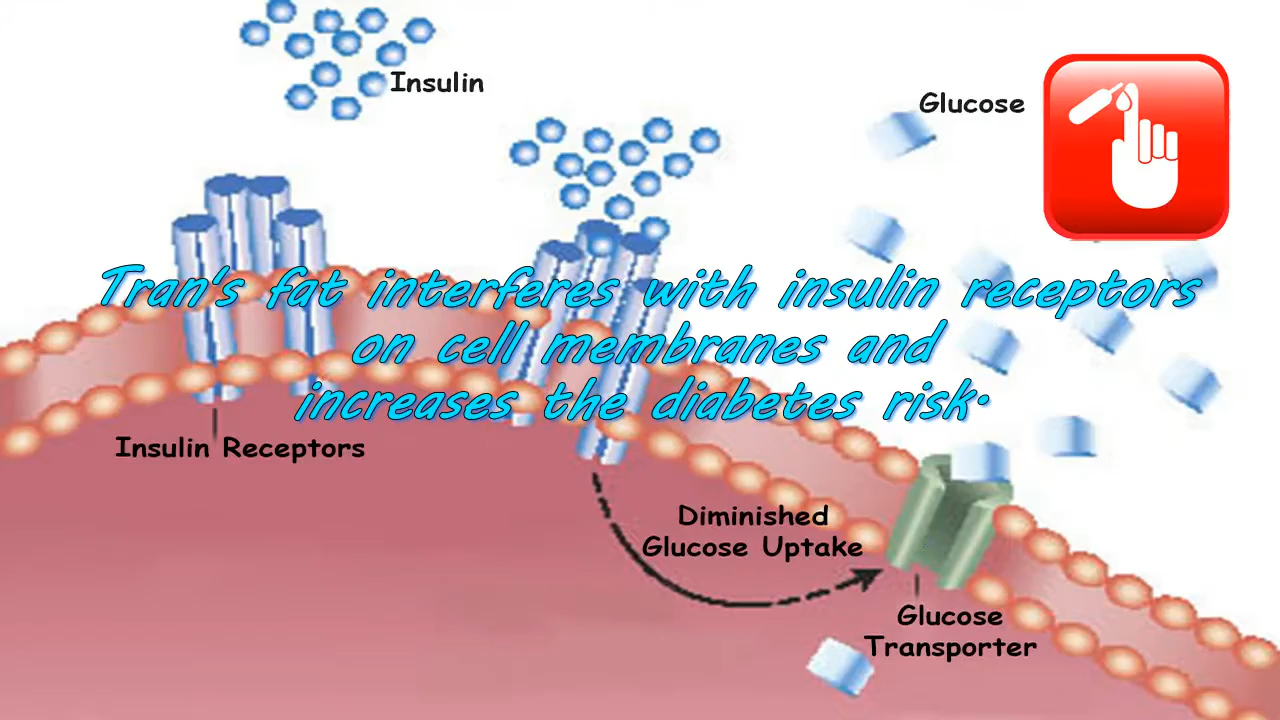 Insulin
Glucose
Tran's fat interferes with insulin receptors
on cell membranes and
increases the diabetes risk.
Insulin Receptors
Diminished
Glucose Uptake
Glucose
Transporter